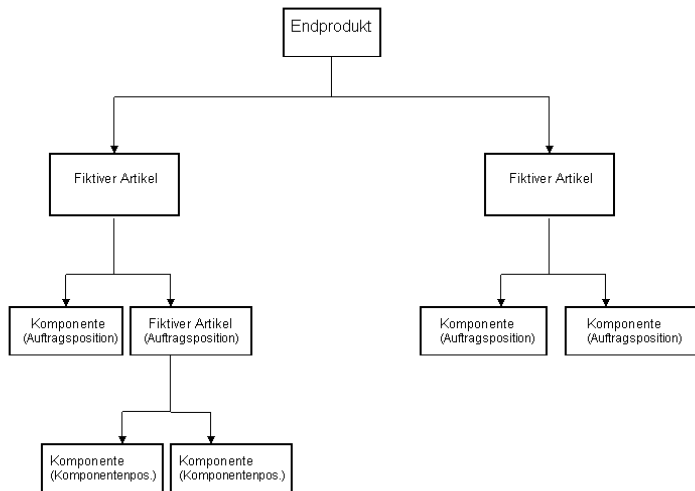 Endprodukt
Fiktiver Artikel
Fiktiver Artikel
Komponente
(Auftragsposition)
Fiktiver Artikel
(Auftragsposition)
Komponente
(Auftragsposition)
Komponente
(Auftragsposition)
Komponente
(Komponentenpos.)
Komponente
(Komponentenpos.)